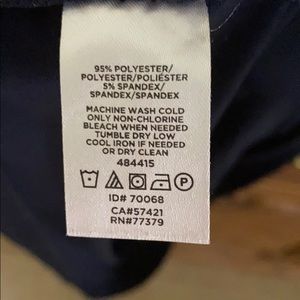 95% POLYESTER/
POLYESTER/POLIÉSTER
5% SPANDEX/
SPANDEX/SPANDEX
MACHINE WASH COLD
ONLY NON-CHLORINE
BLEACH WHEN NEEDED
TUMBLE DRY LOW
COOL IRON IF NEEDED
OR DRY CLEAN
484415
P
ID# 70068
CA#57421
RN#77379